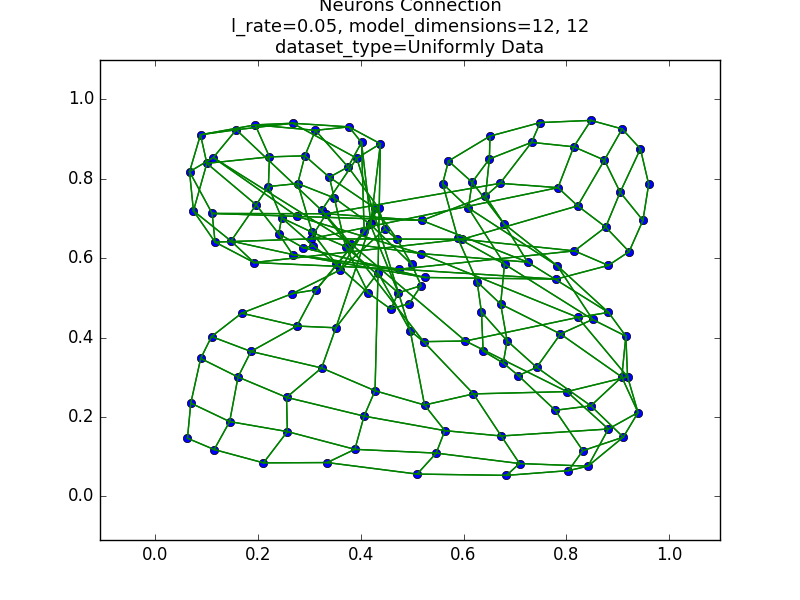 Neurons Connection
l_rate=0.05, model_dimensions=12, 12
dataset_type=Uniformly Data
1.0
0.8
0.6
0.4
0.2
0.0
0.0 0.2 0.4 0.6 0.8 1.0